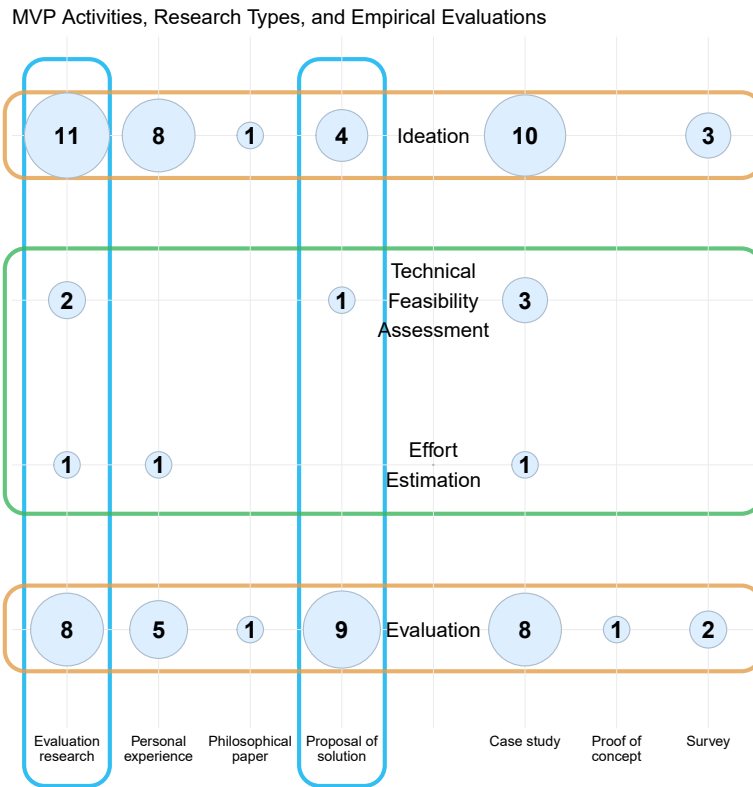 MVP Activities, Research Types, and Empirical Evaluations
11 8 1 4 Ideation 10 3
Technical
2 1 Feasibility 3
Assessment
Effort
1 1 Estimation 1
8 5 1 9 Evaluation 8 1 2
Evaluation Personal Philosophical Proposal of Case study Proof of Survey
research experience paper solution concept